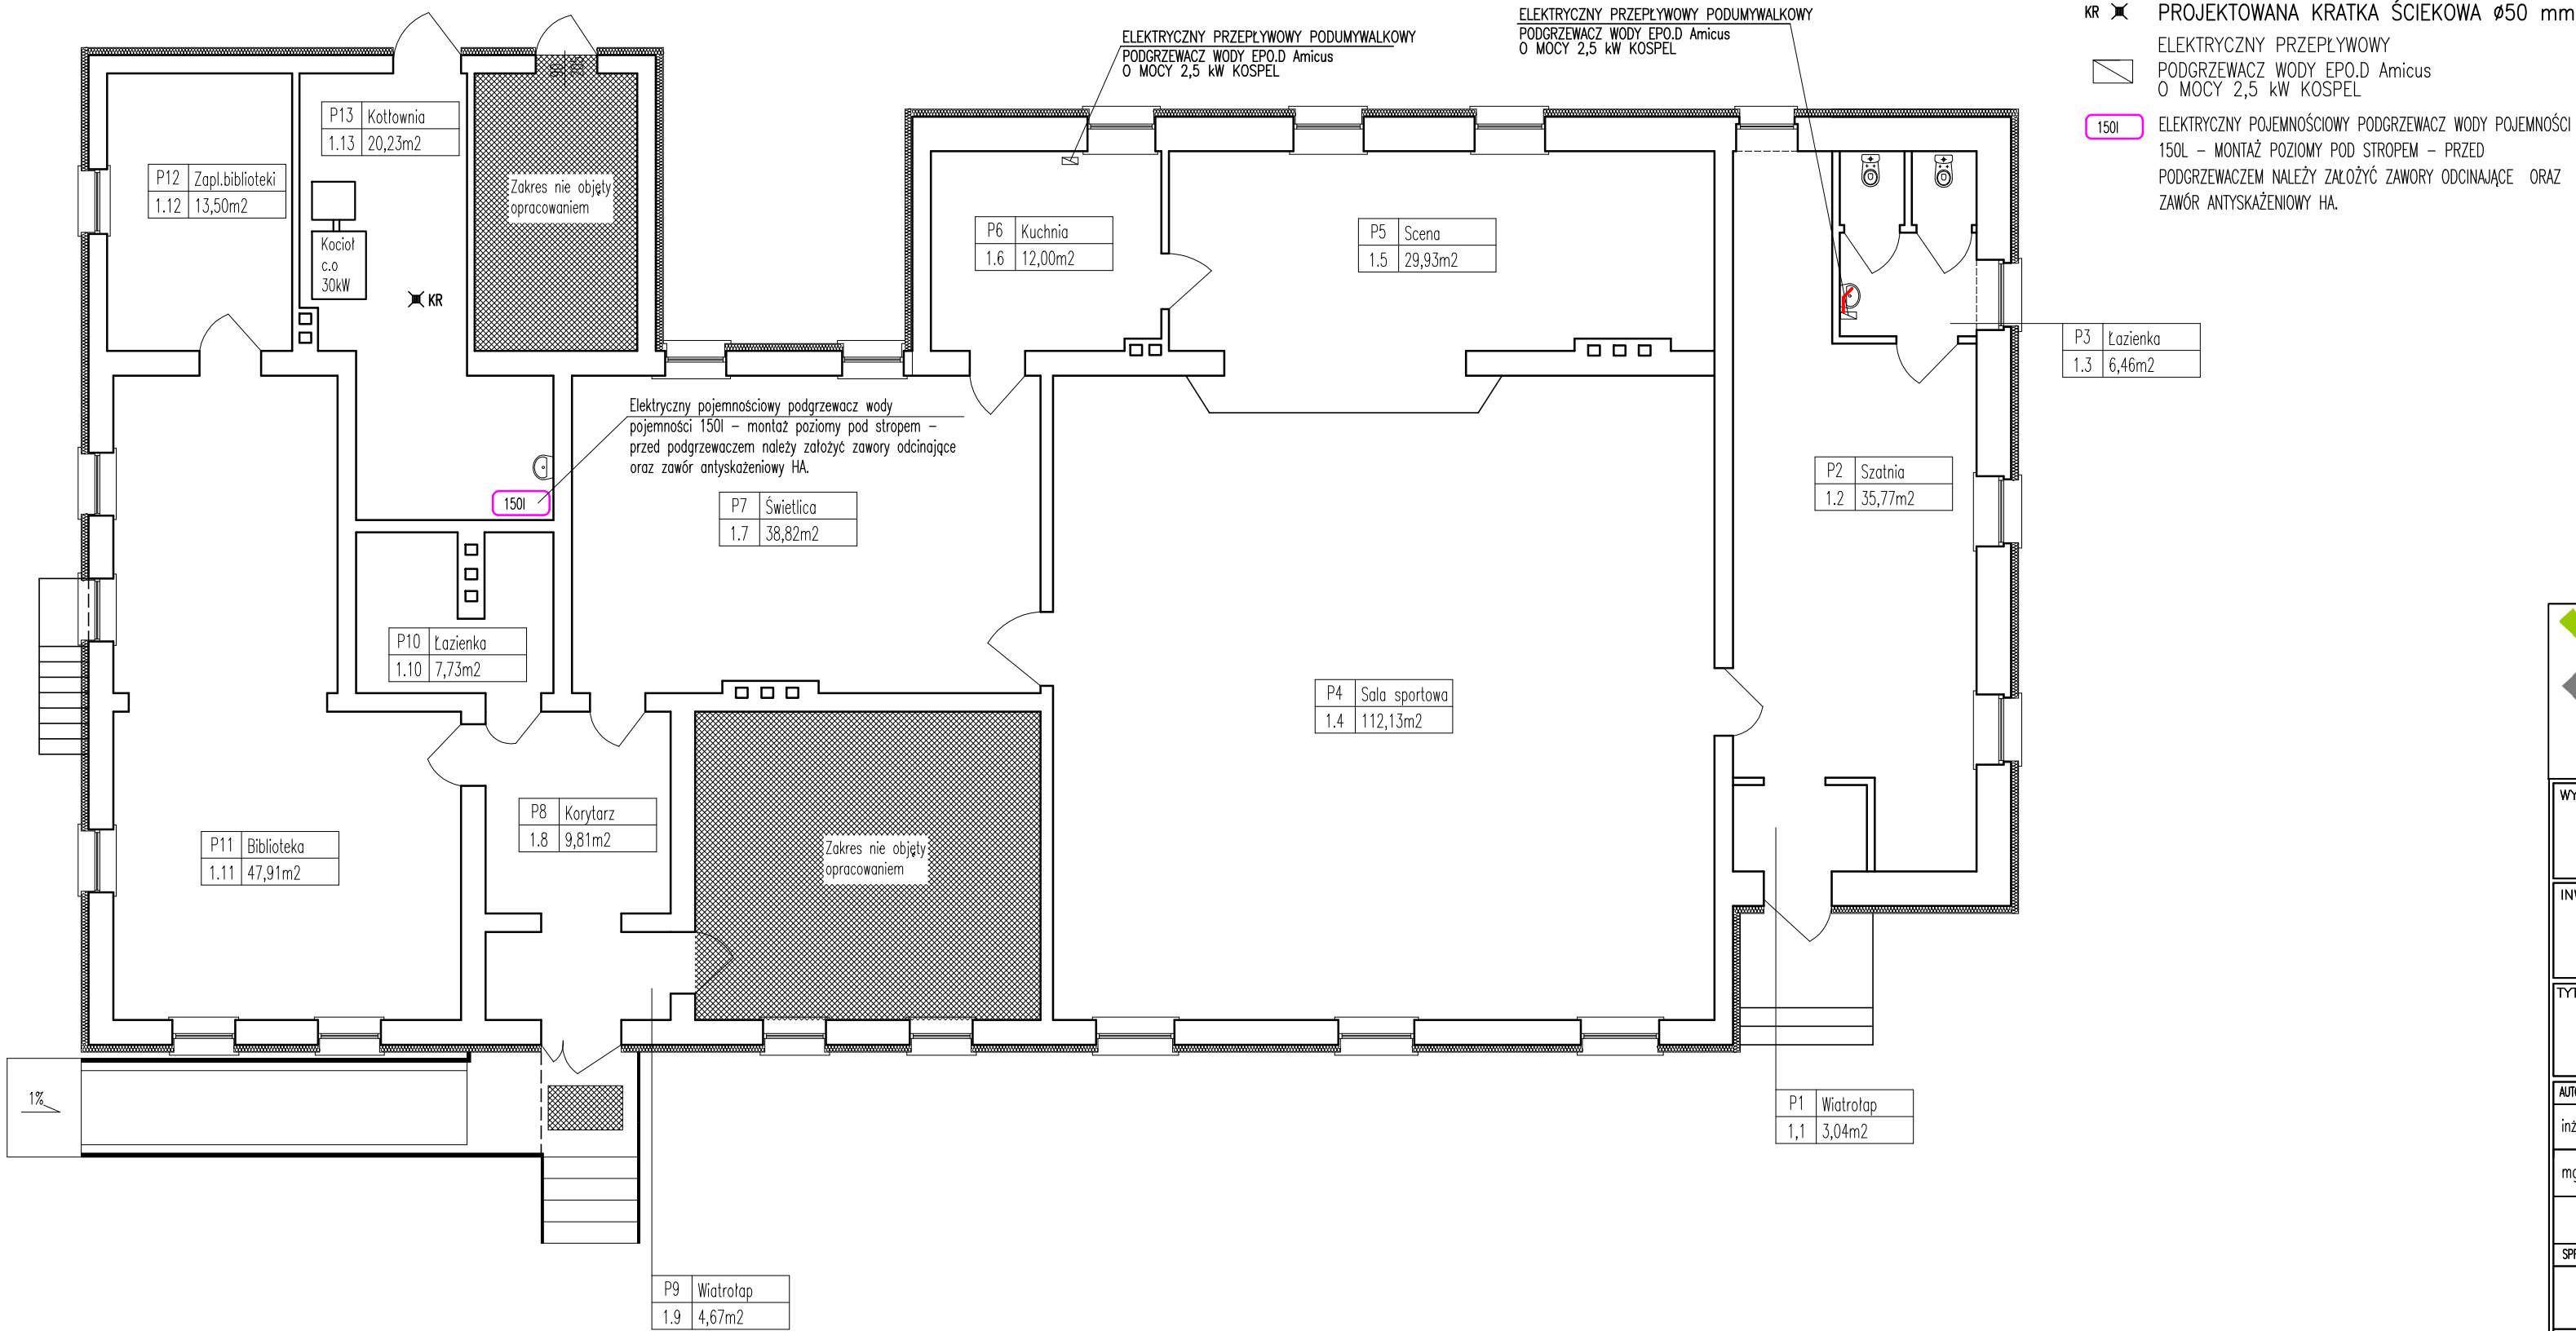 KR PROJEKTOWANA KRATKA ŚCIEKOWA ø50 mm
ELEKTRYCZNY PRZEPŁYWOWY
PODGRZEWACZ WODY EPO.D Amicus
O MOCY 2,5 kW KOSPEL
150l
ELEKTRYCZNY POJEMNOŚCIOWY PODGRZEWACZ WODY POJEMNOŚCI
150L – MONTAŻ POZIOMY POD STROPEM – PRZED
PODGRZEWACZEM NALEŻY ZAŁOŻYĆ ZAWORY ODCINAJĄCE ORAZ
ZAWÓR ANTYSKAŻENIOWY HA.
ELEKTRYCZNY PRZEPŁYWOWY PODUMYWALKOWY
PODGRZEWACZ WODY EPO.D Amicus
O MOCY 2,5 kW KOSPEL
ELEKTRYCZNY PRZEPŁYWOWY PODUMYWALKOWY
PODGRZEWACZ WODY EPO.D Amicus
O MOCY 2,5 kW KOSPEL
90
205
P13 Kotłownia
1.13 20,23m2
P12 Zapl.biblioteki
1.12 13,50m2
Zakres nie objęty
opracowaniem
Kocioł
c.o
30kW
KR
P6 Kuchnia
1.6 12,00m2
P5 Scena
1.5 29,93m2
P3 Łazienka
1.3 6,46m2
Elektryczny pojemnościowy podgrzewacz wody
pojemności 150l – montaż poziomy pod stropem –
przed podgrzewaczem należy założyć zawory odcinające
oraz zawór antyskażeniowy HA.
150l
P7 Świetlica
1.7 38,82m2
P2 Szatnia
1.2 35,77m2
P10 Łazienka
1.10 7,73m2
P4 Sala sportowa
1.4 112,13m2
P8 Korytarz
1.8 9,81m2
P11 Biblioteka
1.11 47,91m2
Zakres nie objęty
opracowaniem
1%
P1 Wiatrołap
1,1 3,04m2
P9 Wiatrołap
1.9 4,67m2